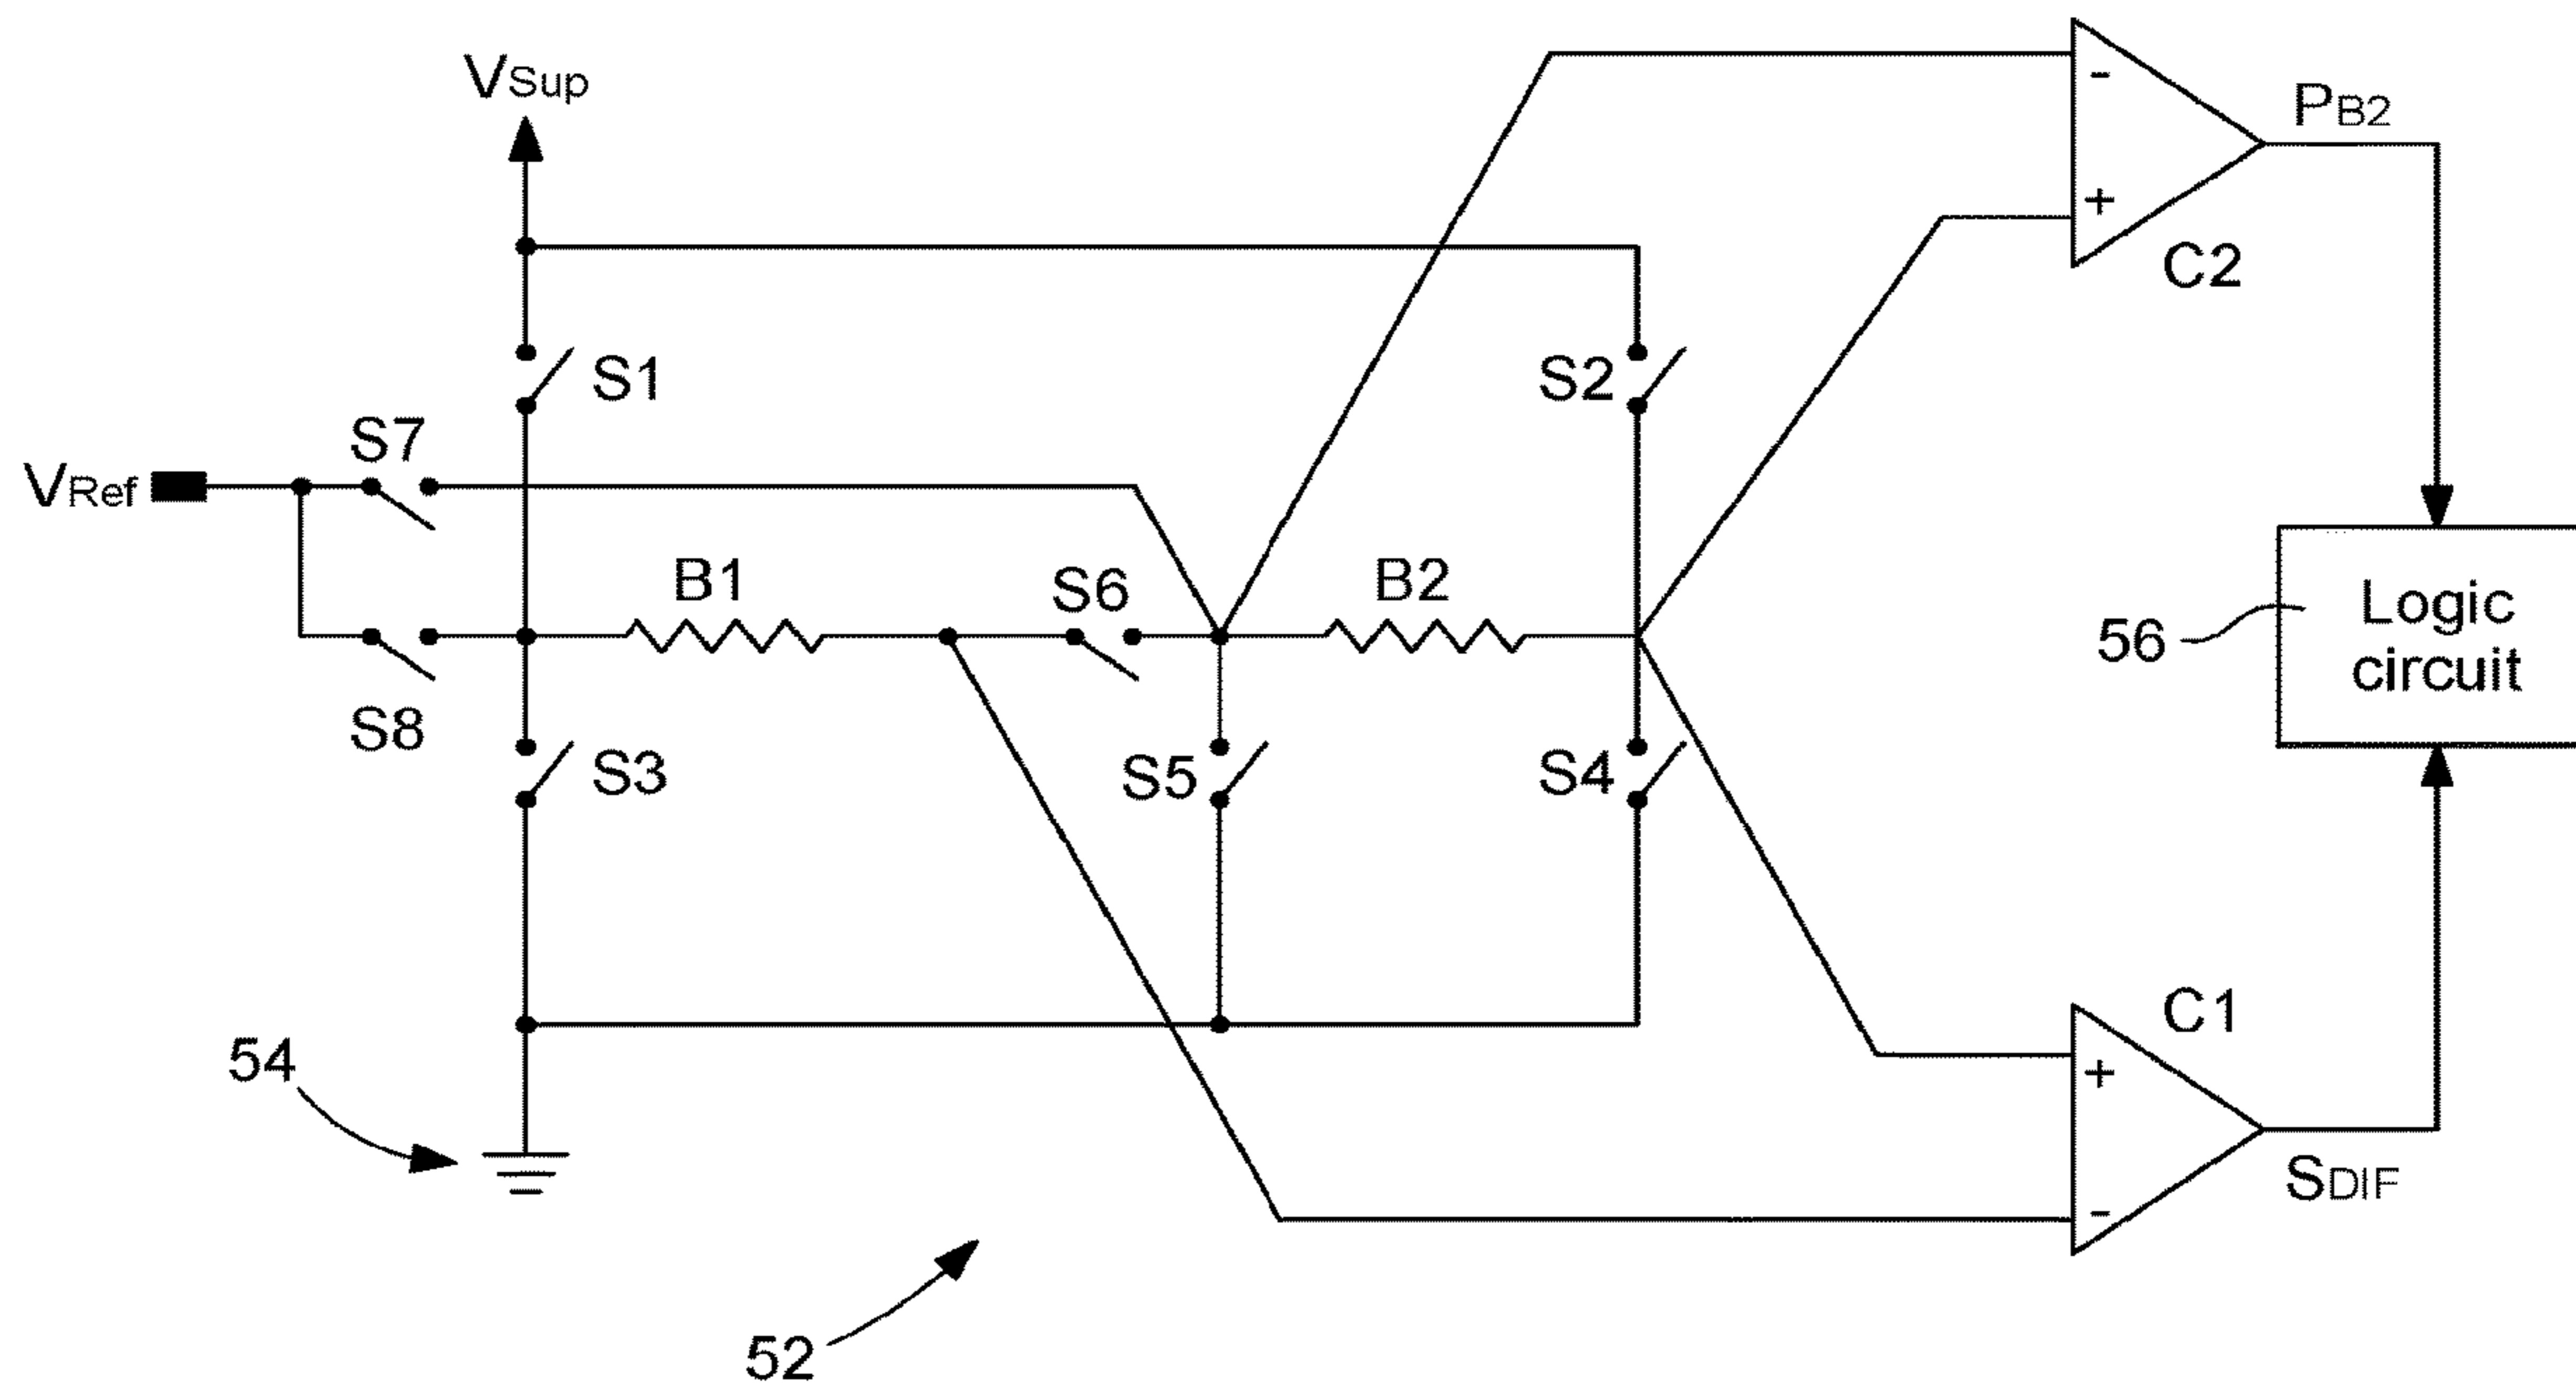 VSup
-
PB2
+
C2
S1
S2
S7
VRef
B1
S6
B2
Logic
circuit
56
S8
S3
S5
S4
C1
54
+
SDIF
-
52